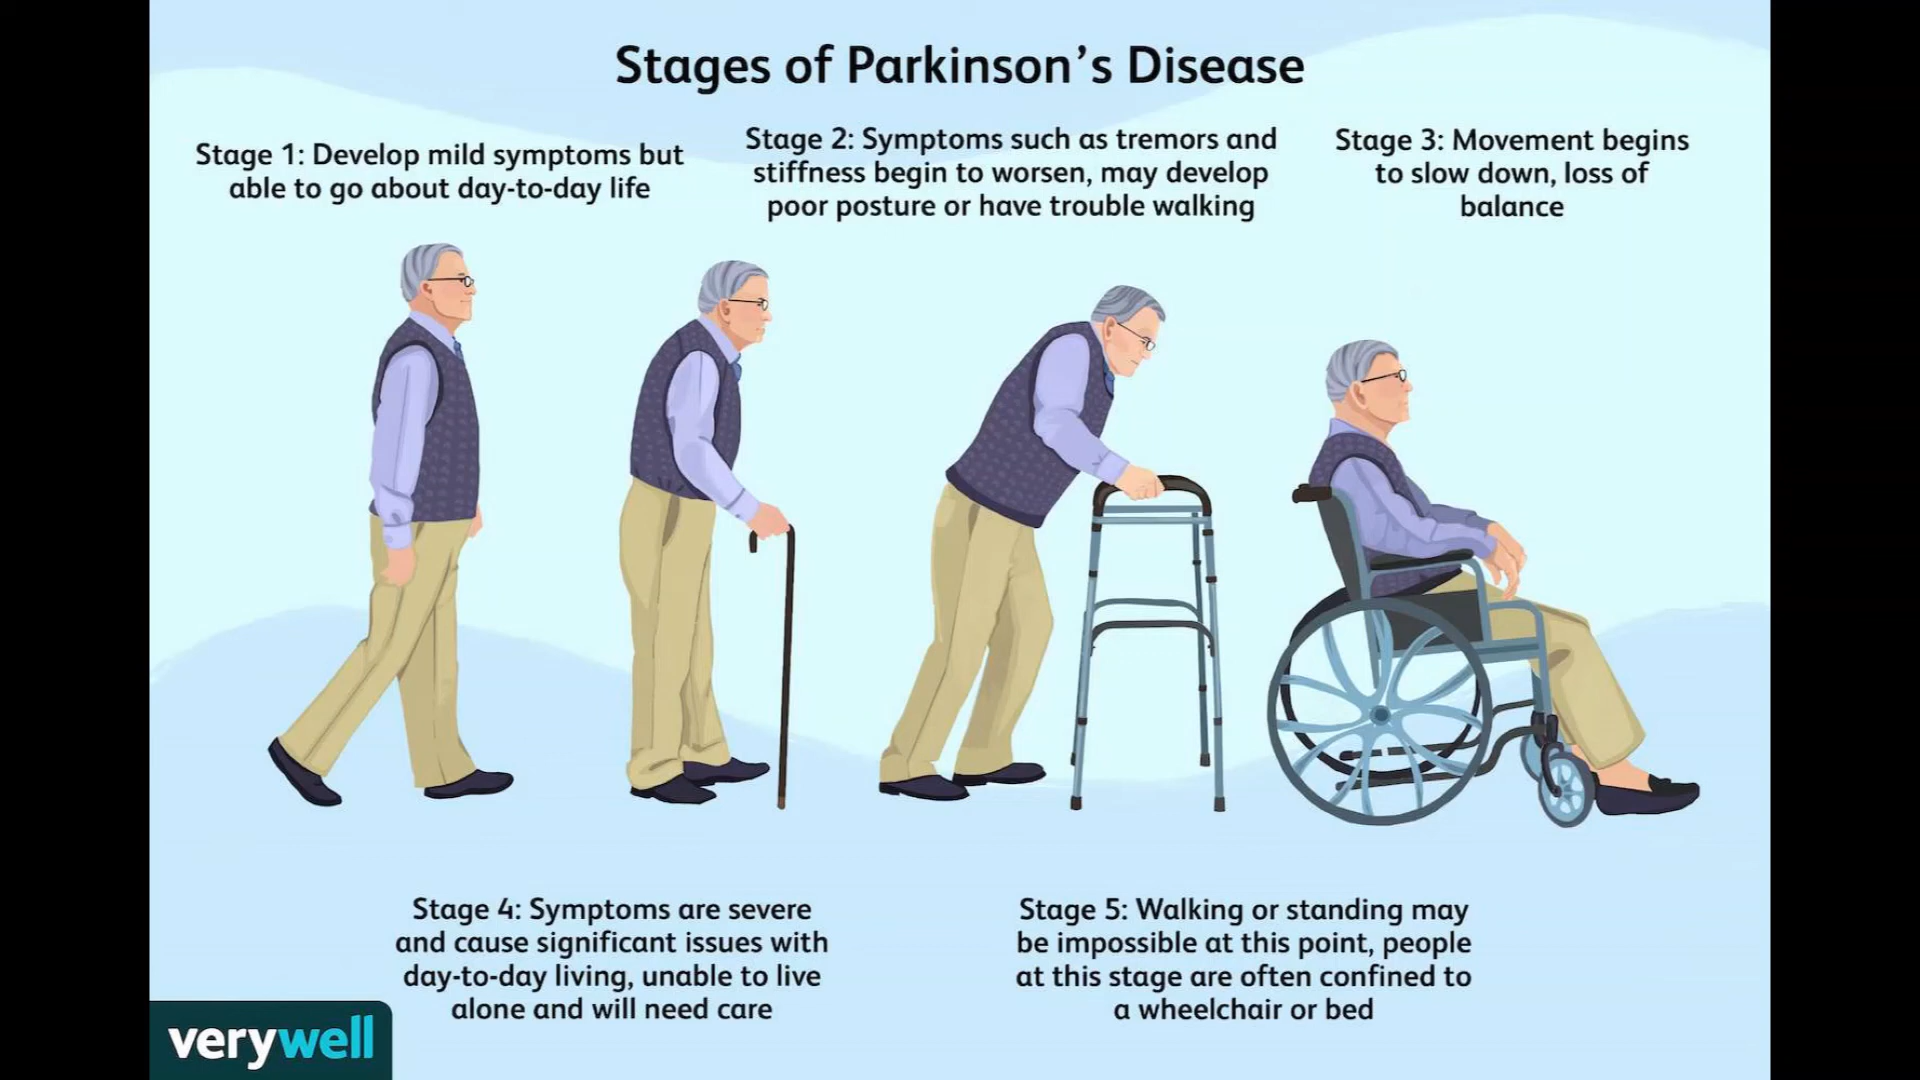 Stages of Parkinson's Disease
Stage 1: Develop mild symptoms but
able to go about day-to-day life
Stage 2: Symptoms such as tremors and
stiffness begin to worsen, may develop
poor posture or have trouble walking
Stage 3: Movement begins
to slow down, loss of
balance
Stage 4: Symptoms are severe
and cause significant issues with
day-to-day living, unable to live
alone and will need care
Stage 5: Walking or standing may
be impossible at this point, people
at this stage are often confined to
a wheelchair or bed
verywell